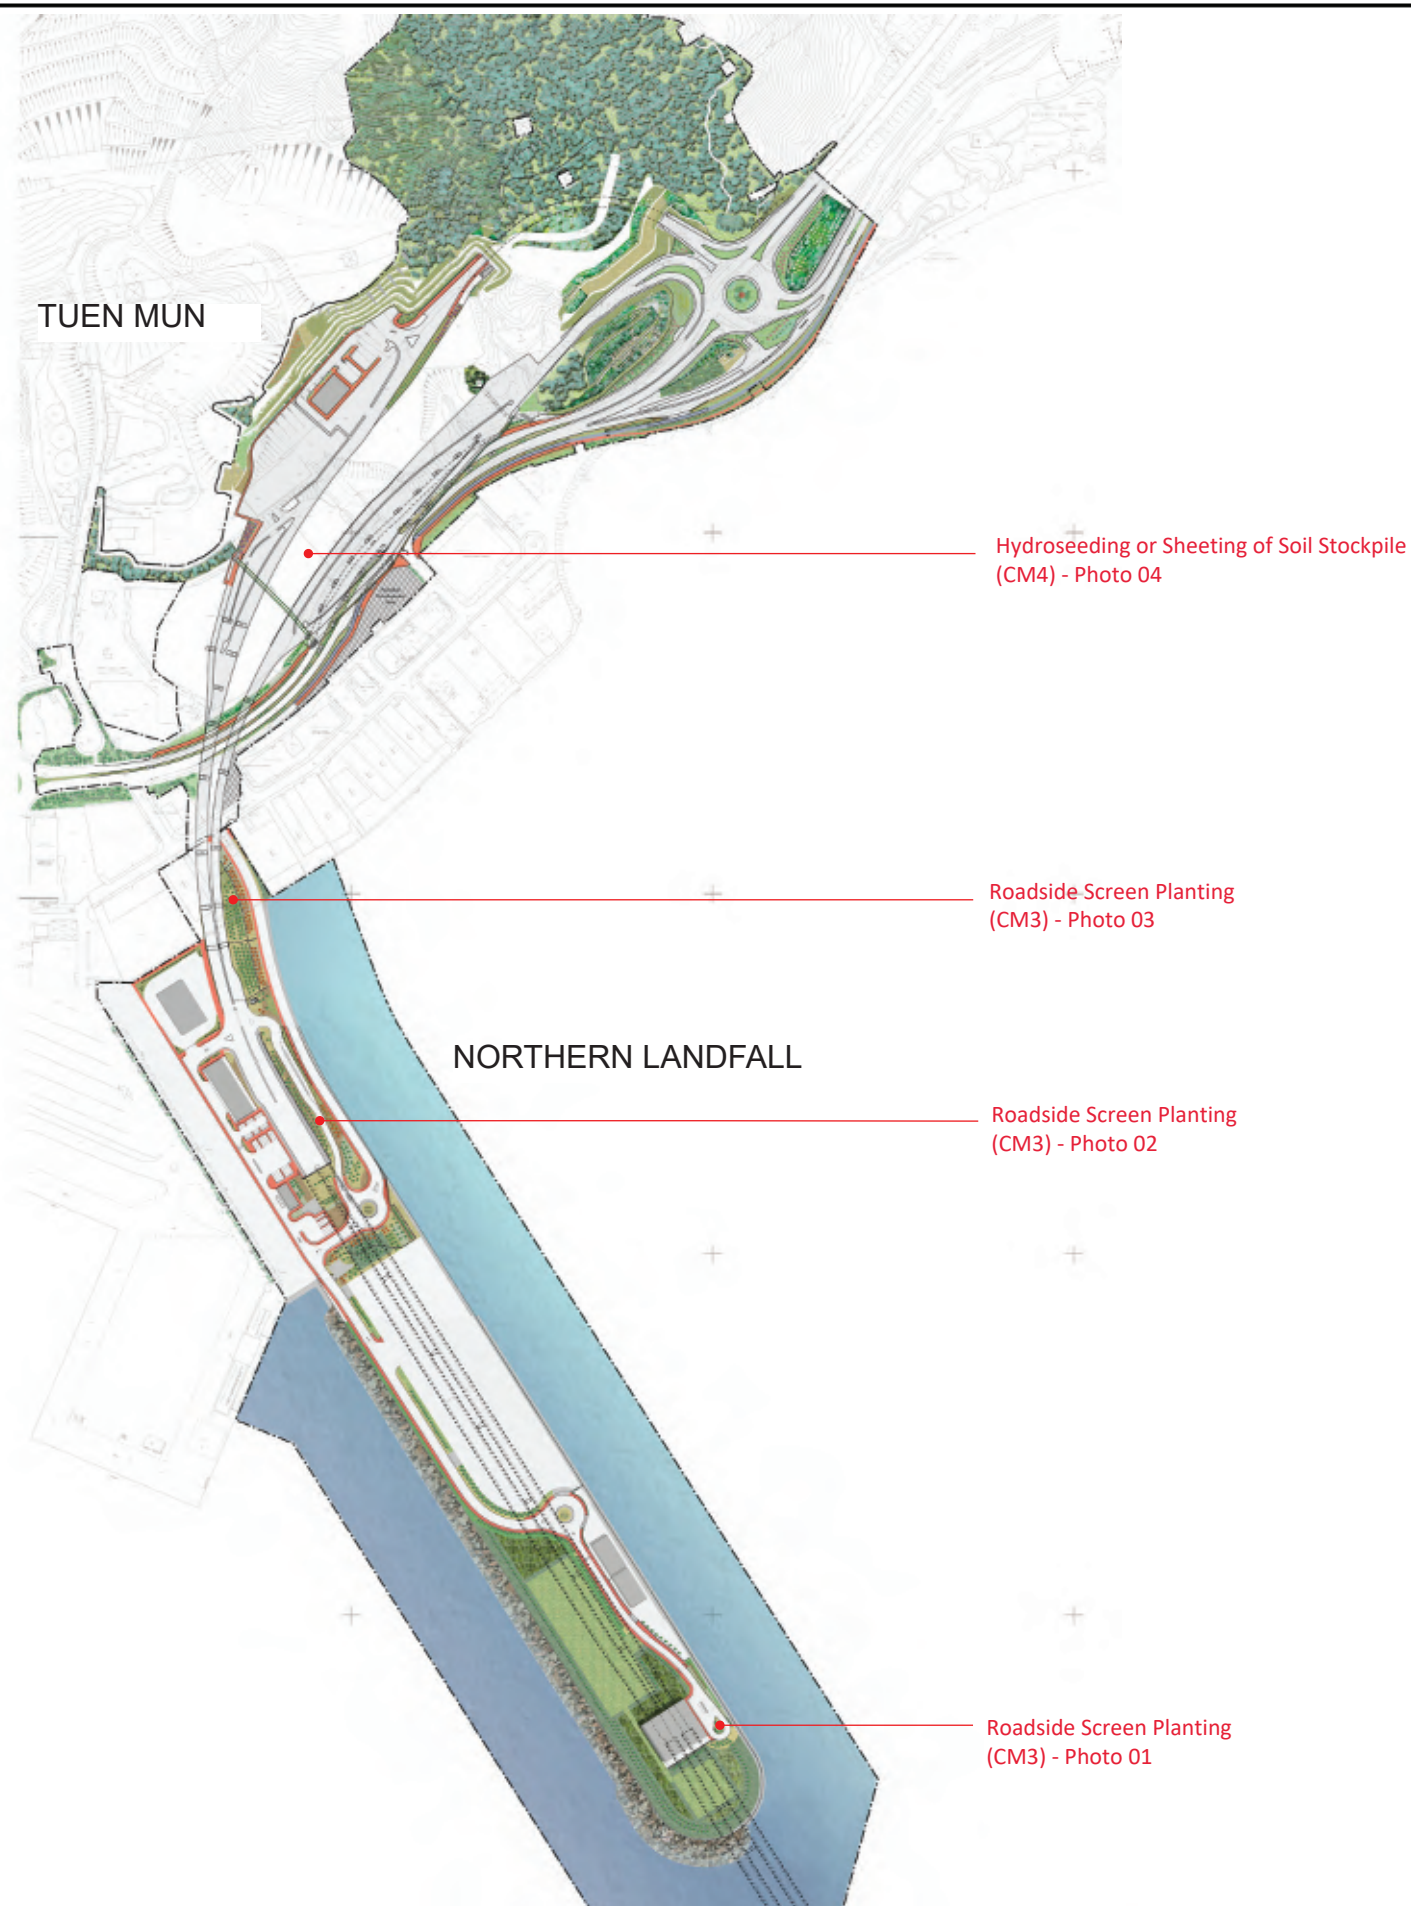 TUEN MUN
Hydroseeding or Sheeting of Soil Stockpile
(CM4) - Photo 04
Roadside Screen Planting
(CM3) - Photo 03
NORTHERN LANDFALL
Roadside Screen Planting
(CM3) - Photo 02
Roadside Screen Planting
(CM3) - Photo 01